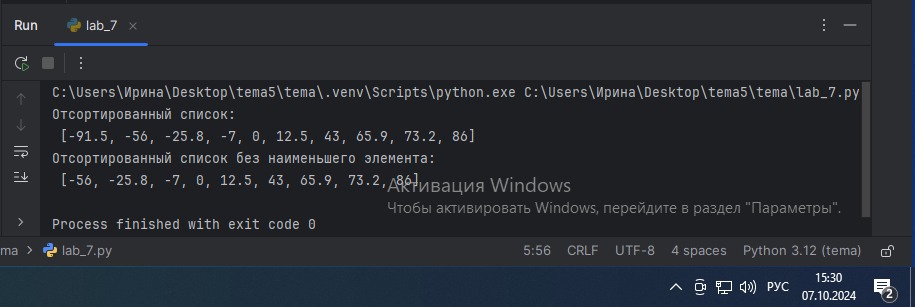 Run lab_7
C:\Users\Ирина\Desktop\tema5\tema\.venv\Scripts\python.exe C:\Users\Ирина\Desktop\tema5\tema\lab_7.py
Отсортированный список:
[-91.5, -56, -25.8, -7, 0, 12.5, 43, 65.9, 73.2, 86]
Отсортированный список без наименьшего элемента:
[-56, -25.8, -7, 0, 12.5, 43, 65.9, 73.2, 86]
Активация Windows
Чтобы активировать Windows, перейдите в раздел "Параметры".
Process finished with exit code 0
ma > lab_7.py 5:56 CRLF UTF-8 4 spaces Python 3.12 (tema)
РУС 15:30
07.10.2024 2